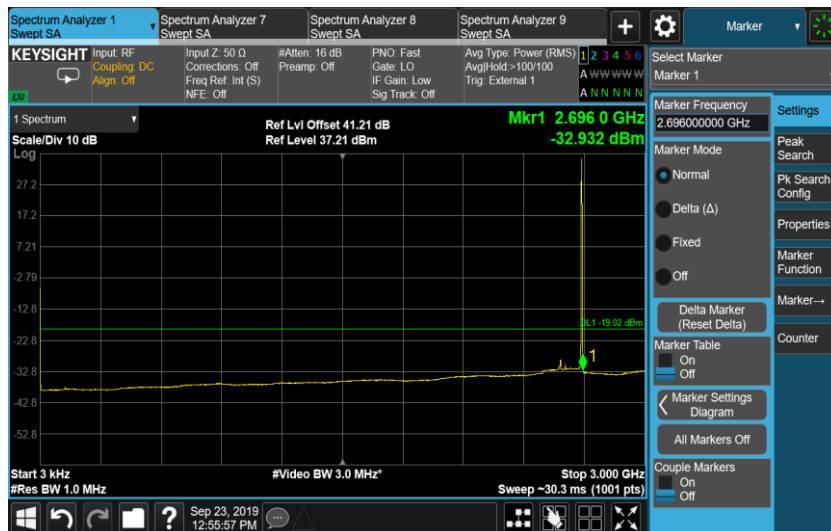 Spectrum Analyzer 1
Swept SA
Spectrum Analyzer 7
Swept SA
Spectrum Analyzer 8
Swept SA
Spectrum Analyzer 9
Swept SA
+
Marker
KEYSIGHT
Input: RF
Coupling: DC
Align: Off
Input Z: 50 Ω
Corrections: Off
Freq Ref: Int (S)
NFE: Off
#Atten: 16 dB
Preamp: Off
PNO: Fast
Gate: LO
IF Gain: Low
Sig Track: Off
Avg Type: Power (RMS)
Avg|Hold:>100/100
Trig: External 1
1 2 3 4 5 6
A W W W W W
A N N N N N
LXI
Select Marker
Marker 1
1 Spectrum
Scale/Div 10 dB
Log
Ref Lvl Offset 41.21 dB
Ref Level 37.21 dBm
Mkr1 2.696 0 GHz
-32.932 dBm
27.2
17.2
7.21
-2.79
-12.8
-22.8
-32.8
-42.8
-52.8
DL1 -19.02 dBm
1
Start 3 kHz
#Res BW 1.0 MHz
#Video BW 3.0 MHz*
Stop 3.000 GHz
Sweep ~30.3 ms (1001 pts)
Marker Frequency
2.696000000 GHz
Marker Mode
Normal
Delta (Δ)
Fixed
Off
Delta Marker
(Reset Delta)
Marker Table
On
Off
Marker Settings
Diagram
All Markers Off
Couple Markers
On
Off
Settings
Peak
Search
Pk Search
Config
Properties
Marker
Function
Marker→
Counter
?
Sep 23, 2019
12:55:57 PM